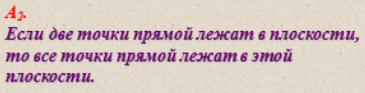 А₂.
Если две точки прямой лежат в плоскости,
то все точки прямой лежат в этой
плоскости.